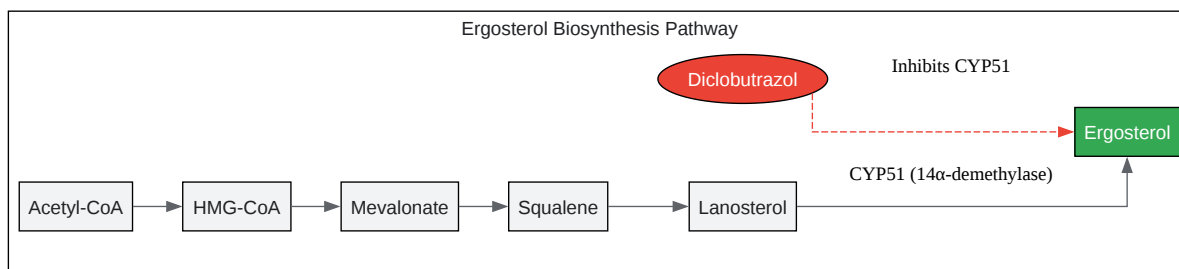 Ergosterol Biosynthesis Pathway
Diclobutrazol
Inhibits CYP51
Ergosterol
CYP51 (14α-demethylase)
Acetyl-CoA
HMG-CoA
Mevalonate
Squalene
Lanosterol